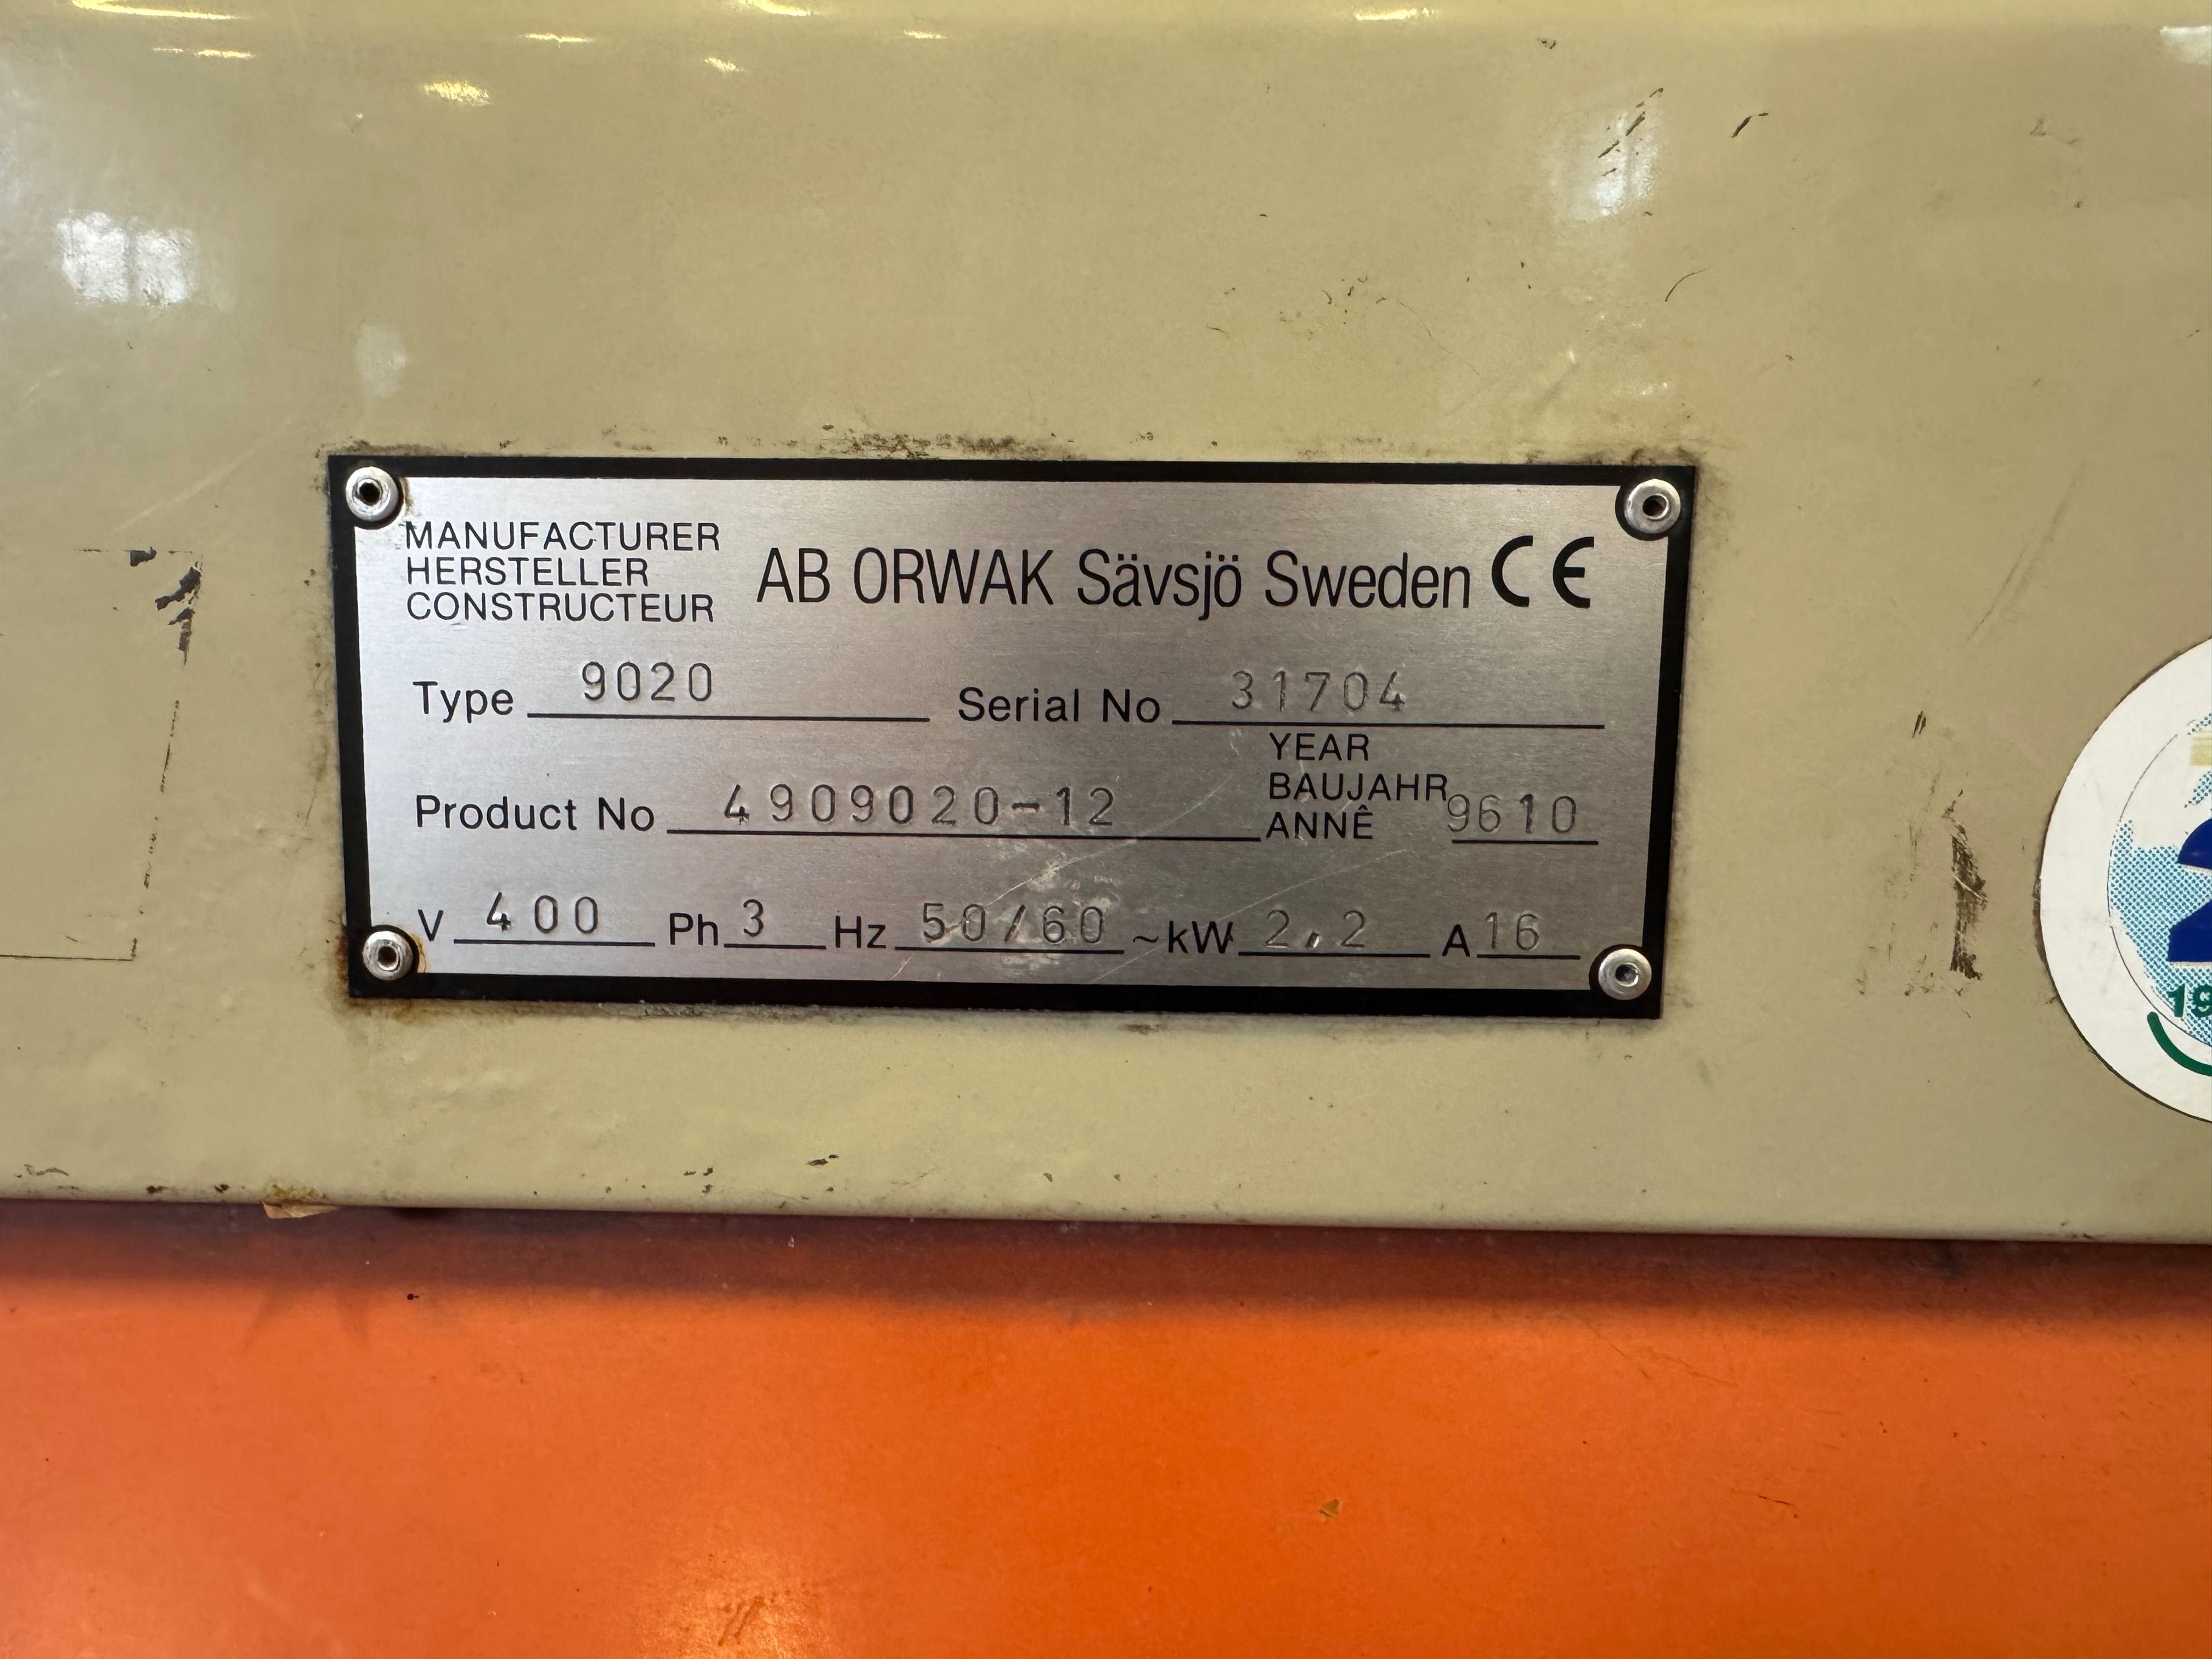 MANUFACTURER
HERSTELLER
CONSTRUCTEUR
AB ORWAK Sävsjö Sweden CE
Type 9020 Serial No 31704
Product No 4909020-12
YEAR
BAUJAHR
ANNÊ 9610
V 400 Ph 3 Hz 50/60 ~kW 2,2 A 16